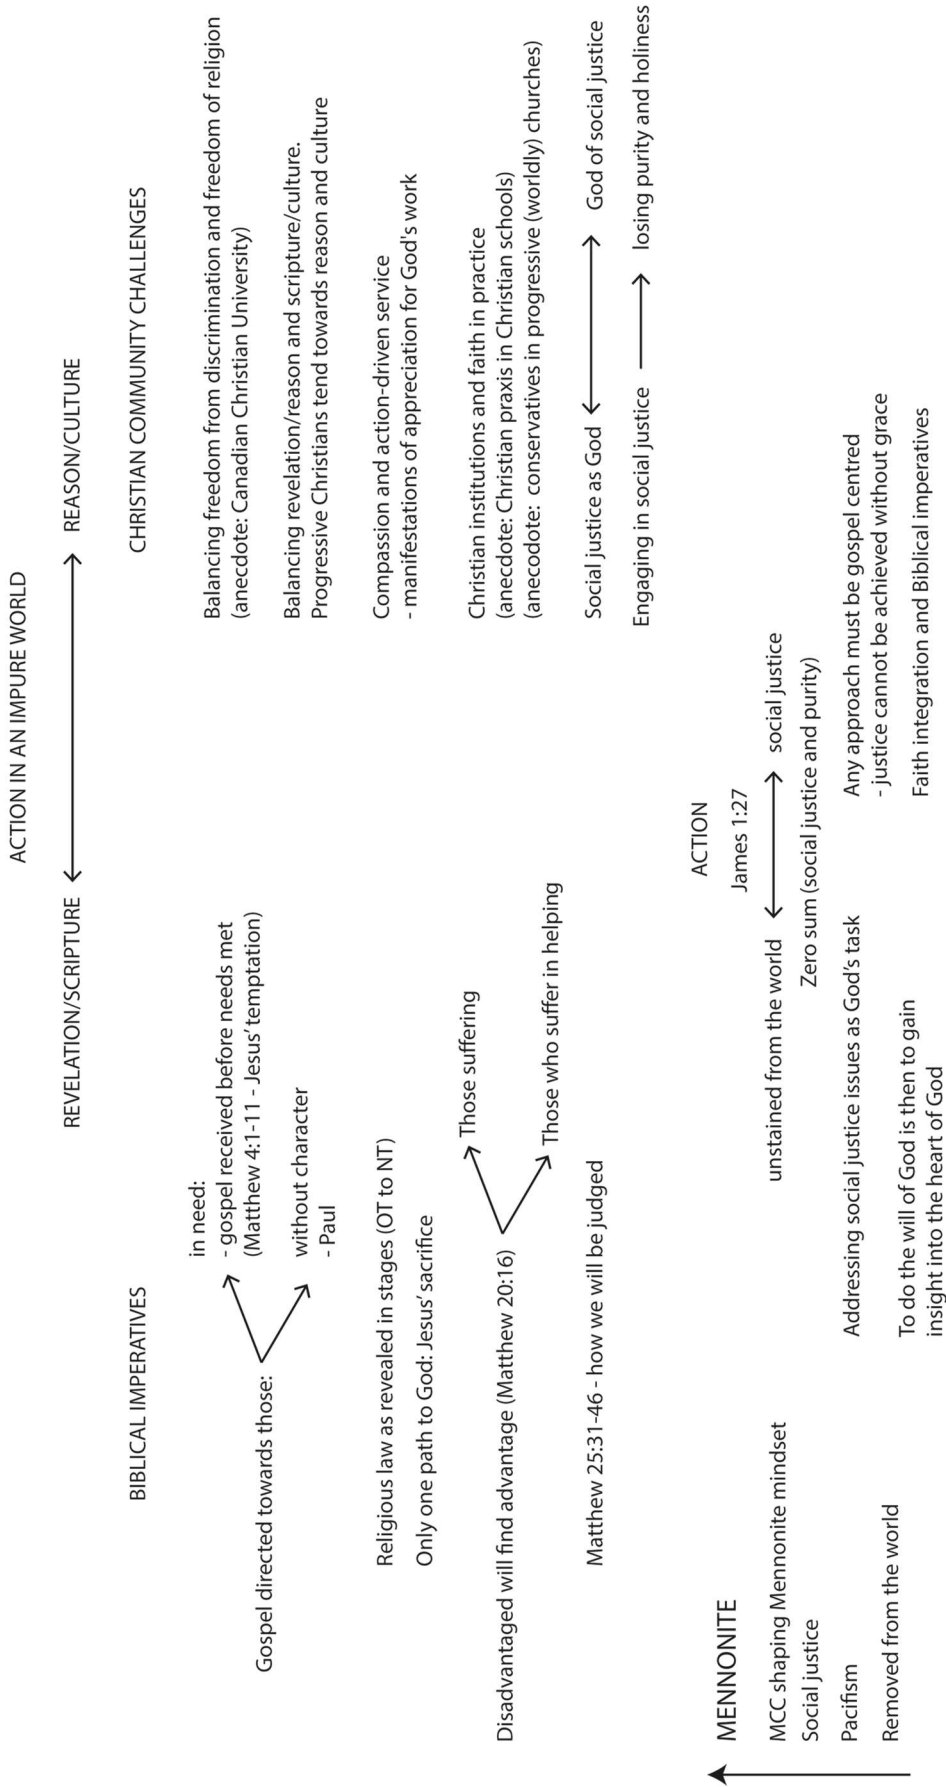 ACTION IN AN IMPURE WORLD
REVELATION/SCRIPTURE
REASON/CULTURE
BIBLICAL IMPERATIVES
Gospel directed towards those:
in need:
- gospel received before needs met
(Matthew 4:1-11 - Jesus' temptation)
without character
- Paul
Religious law as revealed in stages (OT to NT)
Only one path to God: Jesus' sacrifice
Disadvantaged will find advantage (Matthew 20:16)
Those suffering
Those who suffer in helping
Matthew 25:31-46 - how we will be judged
CHRISTIAN COMMUNITY CHALLENGES
Balancing freedom from discrimination and freedom of religion
(anecdote: Canadian Christian University)
Balancing revelation/reason and scripture/culture.
Progressive Christians tend towards reason and culture
Compassion and action-driven service
- manifestations of appreciation for God's work
Christian institutions and faith in practice
(anecdote: Christian praxis in Christian schools)
(anecodote: conservatives in progressive (worldly) churches)
Social justice as God
God of social justice
Engaging in social justice
losing purity and holiness
MENNONITE
MCC shaping Mennonite mindset
Social justice
Pacifism
Removed from the world
ACTION
James 1:27
unstained from the world
social justice
Zero sum (social justice and purity)
Addressing social justice issues as God's task
To do the will of God is then to gain
insight into the heart of God
Any approach must be gospel centred
- justice cannot be achieved without grace
Faith integration and Biblical imperatives